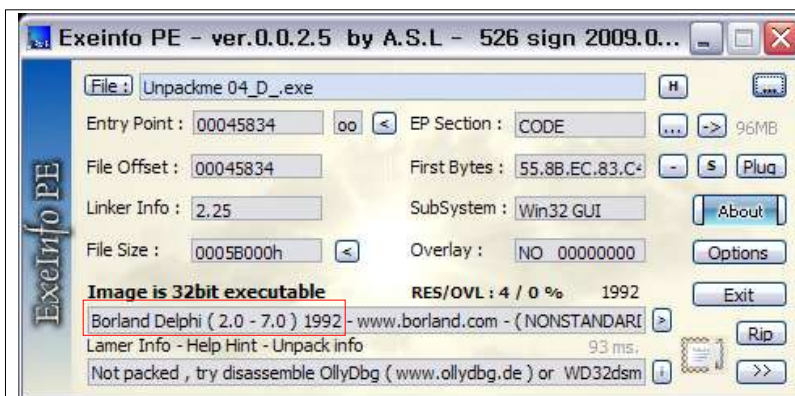 Exeinfo PE - ver.0.0.2.5 by A.S.L - 526 sign 2009.0...
File : Unpackme 04_D_.exe H ...
Entry Point : 00045834 oo < EP Section : CODE ... -> 96MB
File Offset : 00045834 First Bytes : 55.8B.EC.83.C4 - S Plug
Linker Info : 2.25 SubSystem : Win32 GUI About
File Size : 0005B000h < Overlay : NO 00000000 Options
Image is 32bit executable RES/OVL : 4 / 0 % 1992 Exit
Borland Delphi ( 2.0 - 7.0 ) 1992 - www.borland.com - ( NONSTANDARD >
Lamer Info - Help Hint - Unpack info 93 ms. Rip
Not packed , try disassemble OllyDbg ( www.ollydbg.de ) or WD32dsm i >>
ExeInfo PE